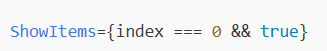 ShowItems={index === 0 && true}